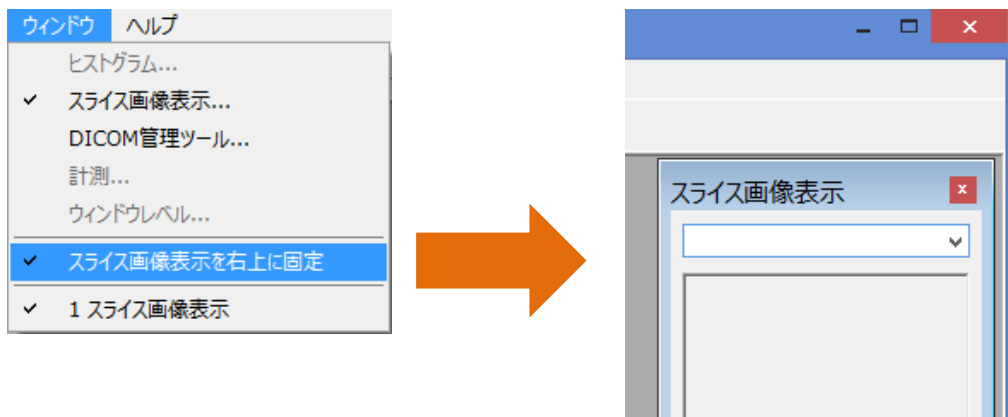 ウィンドウ ヘルプ
ヒストグラム...
スライス画像表示...
DICOM管理ツール...
計測...
ウィンドウレベル...
スライス画像表示を右上に固定
1 スライス画像表示
スライス画像表示